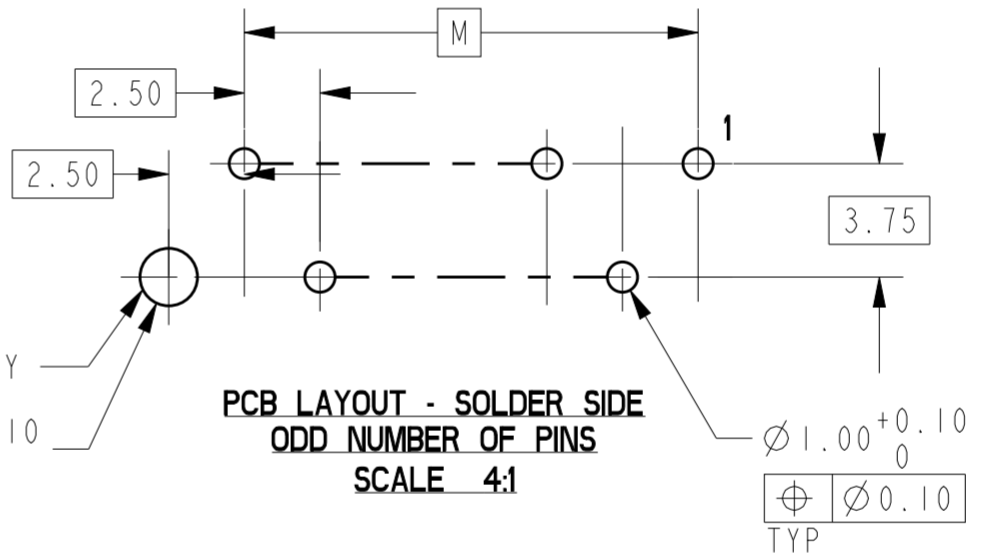 M
2.50
1
2.50
3.75
Y
10
PCB LAYOUT - SOLDER SIDE
ODD NUMBER OF PINS
SCALE 4:1
Ø1.00 +0.10
0
⌖ Ø0.10
TYP